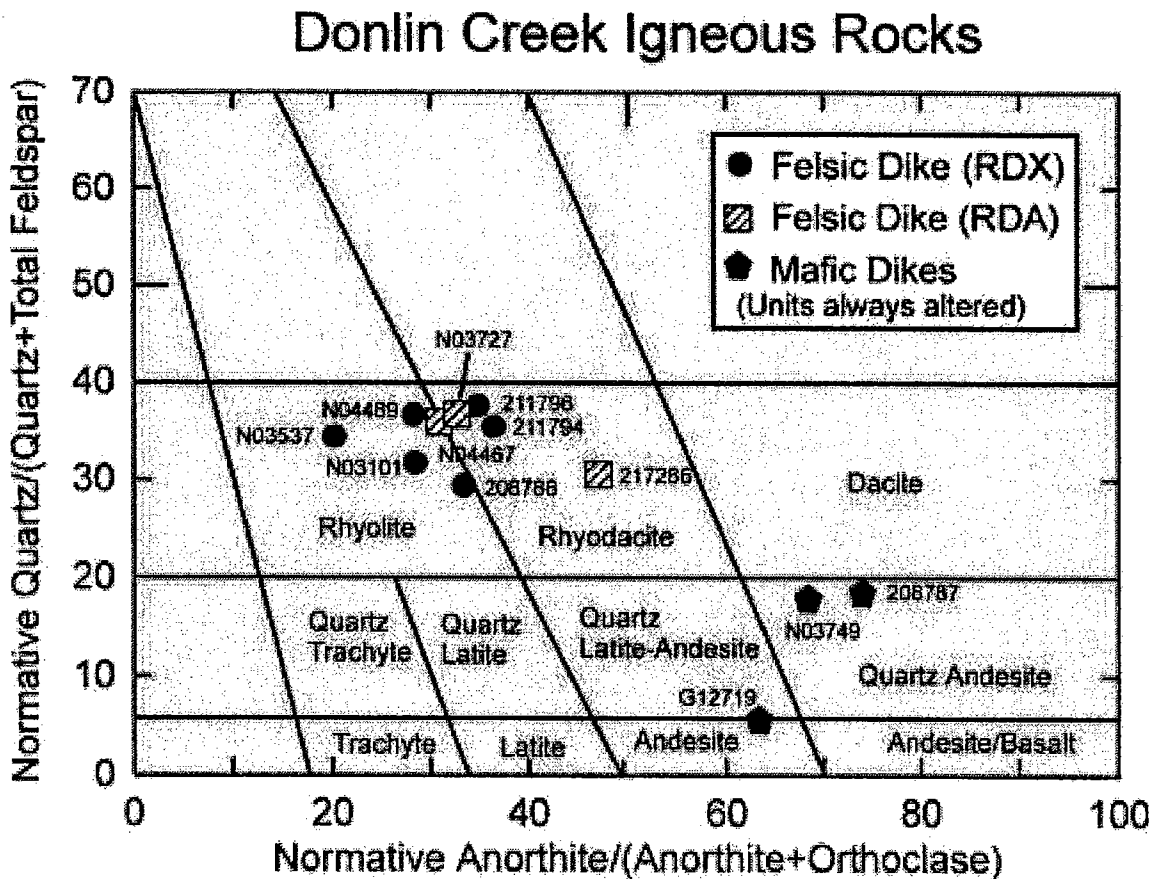 Donlin Creek Igneous Rocks
Normative Quartz/(Quartz+Total Feldspar)
70
60
50
40
30
20
10
0
Felsic Dike (RDX)
Felsic Dike (RDA)
Mafic Dikes
(Units always altered)
N03727
N04469
211796
N03537
211794
N03101
N04467
217286
208788
Dacite
Rhyolite
Rhyodacite
Quartz
Trachyte
Quartz
Latite
Quartz
Latite-Andesite
208787
N03749
Quartz Andesite
G12719
Trachyte
Latite
Andesite
Andesite/Basalt
0
20
40
60
80
100
Normative Anorthite/(Anorthite+Orthoclase)